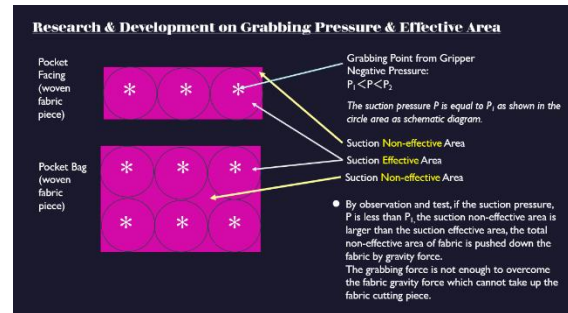 Research & Development on Grabbing Pressure & Effective Area
Pocket
Facing
(woven
fabric
piece)
* * *
Grabbing Point from Gripper
Negative Pressure:
P₁<P<P₂
The suction pressure P is equal to P₁ as shown in the
circle area as schematic diagram.
Suction Non-effective Area
Suction Effective Area
Suction Non-effective Area
Pocket Bag
(woven
fabric
piece)
* * *
* * *
● By observation and test, if the suction pressure,
P is less than P₁, the suction non-effective area is
larger than the suction effective area, the total
non-effective area of fabric is pushed down the
fabric by gravity force.
The grabbing force is not enough to overcome
the fabric gravity force which cannot take up the
fabric cutting piece.